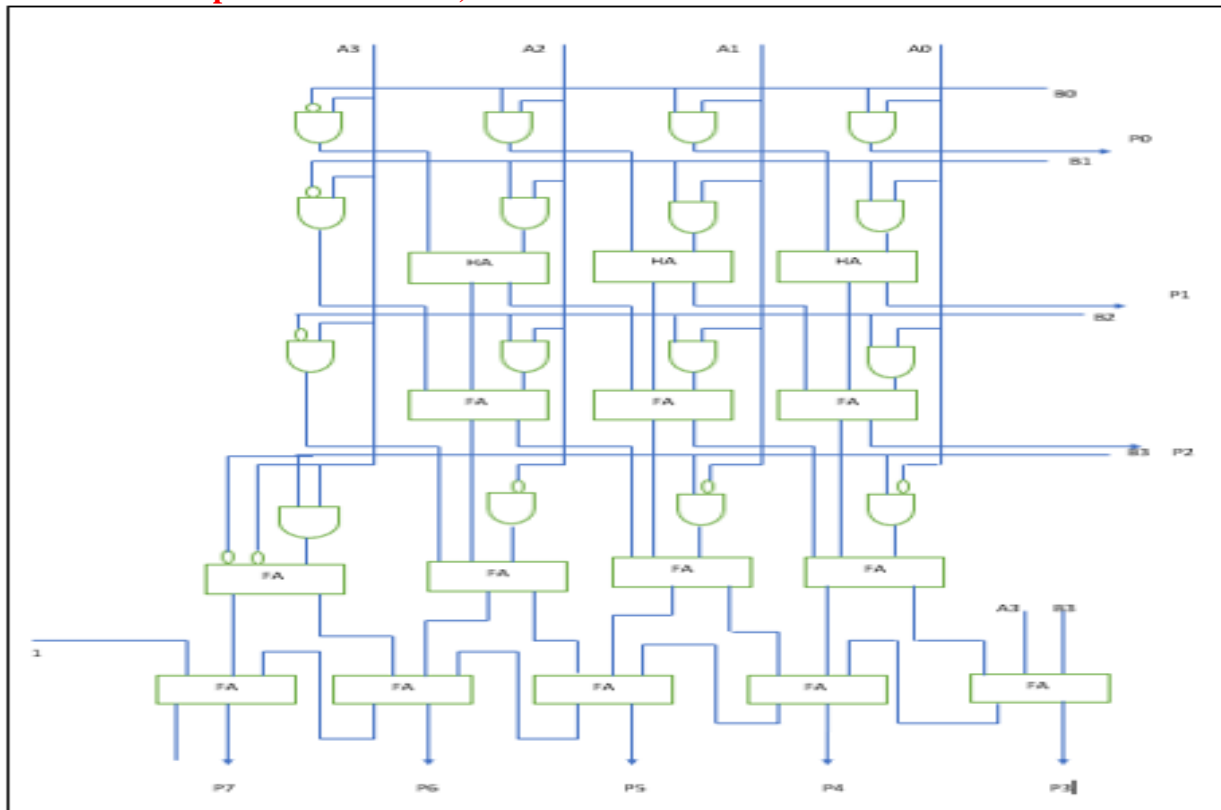 A3 A2 A1 A0
B0
P0
B1
HA HA HA
P1
B2
FA FA FA
B3 P2
FA FA FA FA
A3 B3
1
FA FA FA FA FA
P7 P6 P5 P4 P3